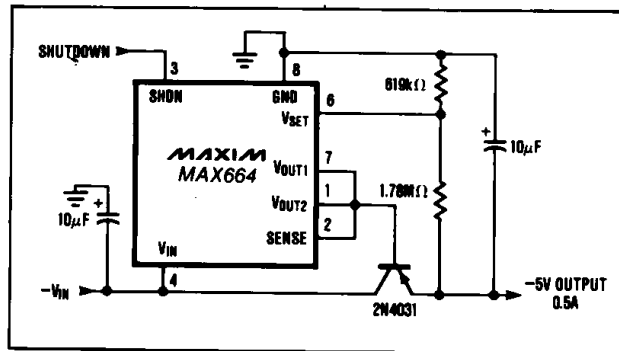 SHUTDOWN
3
8
SHDN
GND
619kΩ
6
VSET
MAXIM
MAX664
7
VOUT1
+
10µF
1
1.78MΩ
VOUT2
+
10µF
2
SENSE
VIN
4
-VIN
-5V OUTPUT
0.5A
2N4031